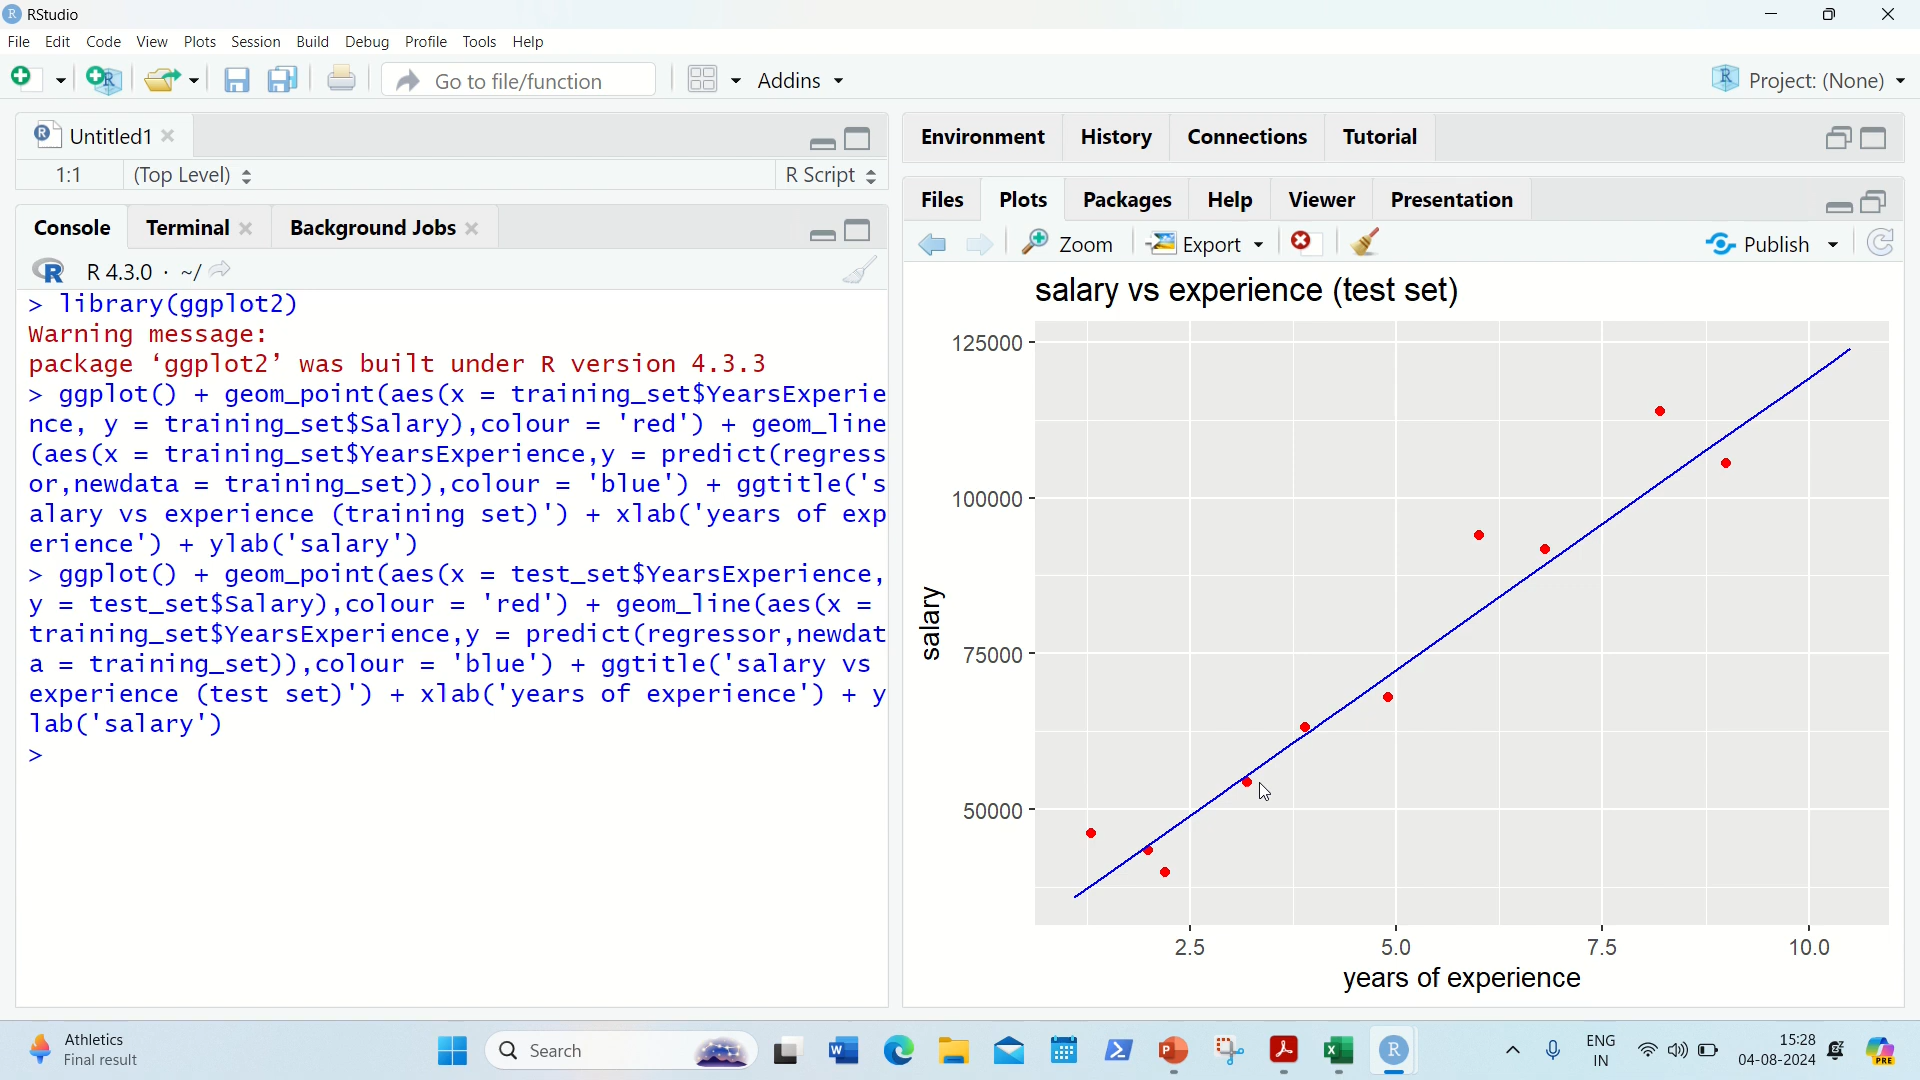 RStudio
File Edit Code View Plots Session Build Debug Profile Tools Help
Go to file/function
Addins
Project: (None)
Untitled1
1:1 (Top Level) R Script
Console Terminal Background Jobs
R 4.3.0 · ~/
> library(ggplot2)
Warning message:
package ‘ggplot2’ was built under R version 4.3.3
> ggplot() + geom_point(aes(x = training_set$YearsExperie
nce, y = training_set$Salary),colour = 'red') + geom_line
(aes(x = training_set$YearsExperience,y = predict(regress
or,newdata = training_set)),colour = 'blue') + ggtitle('s
alary vs experience (training set)') + xlab('years of exp
erience') + ylab('salary')
> ggplot() + geom_point(aes(x = test_set$YearsExperience,
y = test_set$Salary),colour = 'red') + geom_line(aes(x =
training_set$YearsExperience,y = predict(regressor,newdat
a = training_set)),colour = 'blue') + ggtitle('salary vs
experience (test set)') + xlab('years of experience') + y
lab('salary')
>
Environment History Connections Tutorial
Files Plots Packages Help Viewer Presentation
Zoom Export Publish
salary vs experience (test set)
125000
100000
75000
50000
salary
2.5 5.0 7.5 10.0
years of experience
Athletics
Final result
Search
ENG
IN
15:28
04-08-2024
PRE